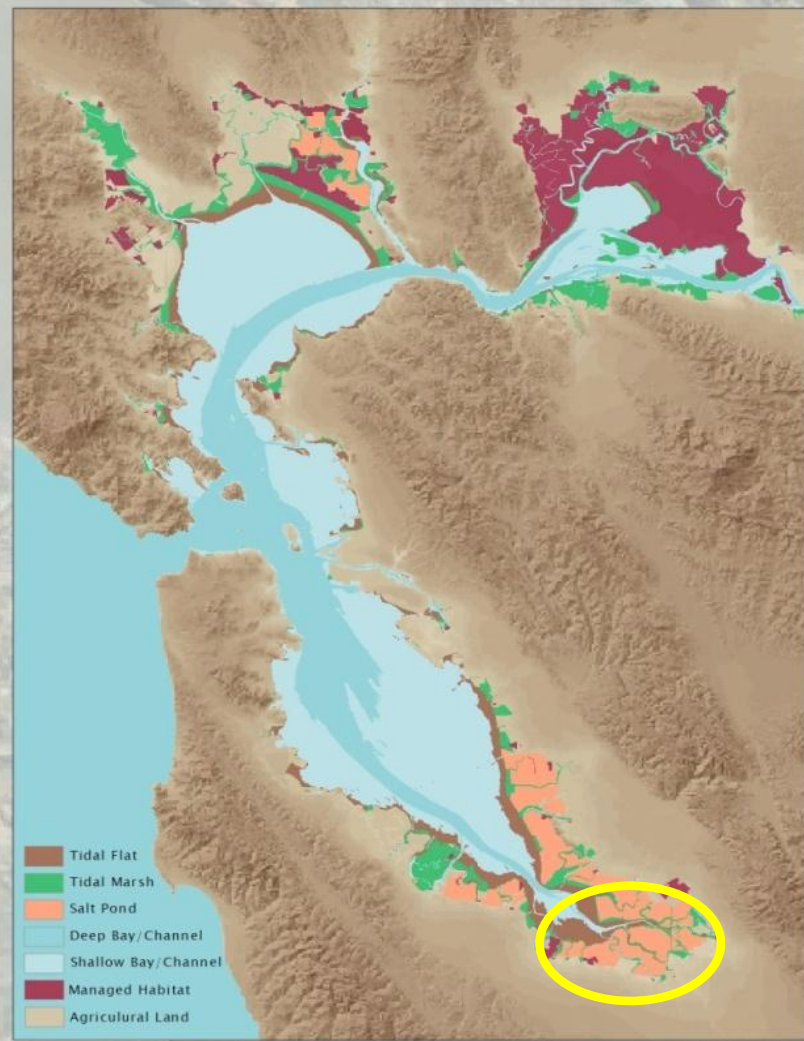 Tidal Flat
Tidal Marsh
Salt Pond
Deep Bay/Channel
Shallow Bay/Channel
Managed Habitat
Agriculural Land